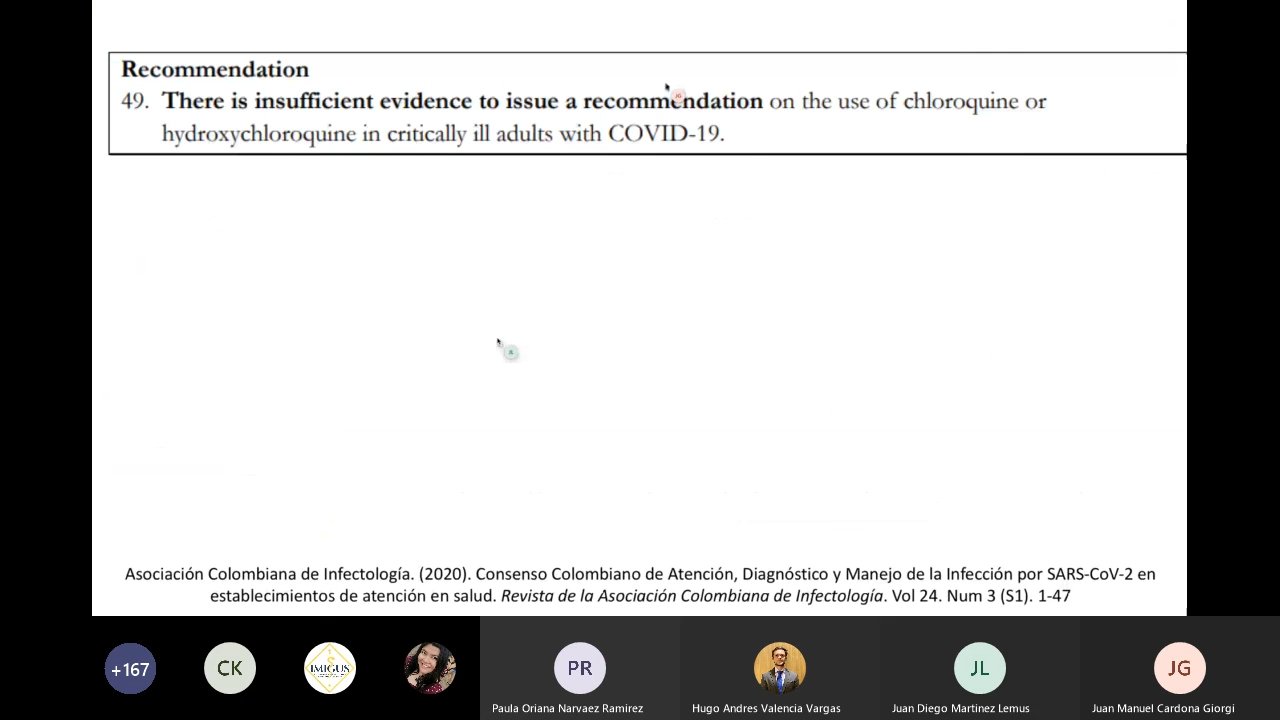 Recommendation
49. There is insufficient evidence to issue a recommendation on the use of chloroquine or
hydroxychloroquine in critically ill adults with COVID-19.
JG
JL
Asociación Colombiana de Infectología. (2020). Consenso Colombiano de Atención, Diagnóstico y Manejo de la Infección por SARS-CoV-2 en
establecimientos de atención en salud. Revista de la Asociación Colombiana de Infectología. Vol 24. Num 3 (S1). 1-47
+167
CK
IMIGUS
PR
JL
JG
Paula Oriana Narvaez Ramirez
Hugo Andres Valencia Vargas
Juan Diego Martinez Lemus
Juan Manuel Cardona Giorgi